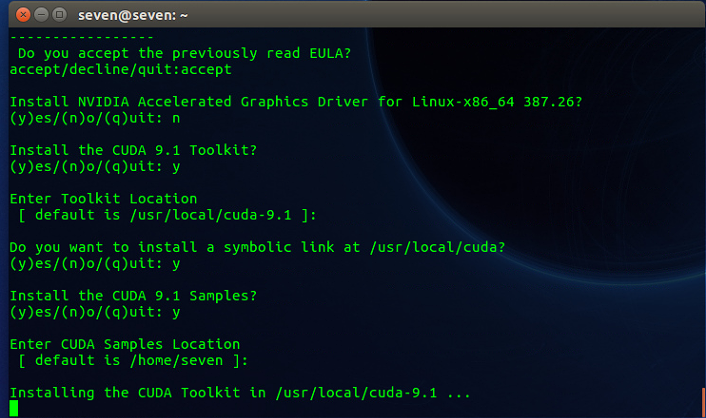 seven@seven: ~
-----------------
Do you accept the previously read EULA?
accept/decline/quit:accept
Install NVIDIA Accelerated Graphics Driver for Linux-x86_64 387.26?
(y)es/(n)o/(q)uit: n
Install the CUDA 9.1 Toolkit?
(y)es/(n)o/(q)uit: y
Enter Toolkit Location
[ default is /usr/local/cuda-9.1 ]:
Do you want to install a symbolic link at /usr/local/cuda?
(y)es/(n)o/(q)uit: y
Install the CUDA 9.1 Samples?
(y)es/(n)o/(q)uit: y
Enter CUDA Samples Location
[ default is /home/seven ]:
Installing the CUDA Toolkit in /usr/local/cuda-9.1 ...